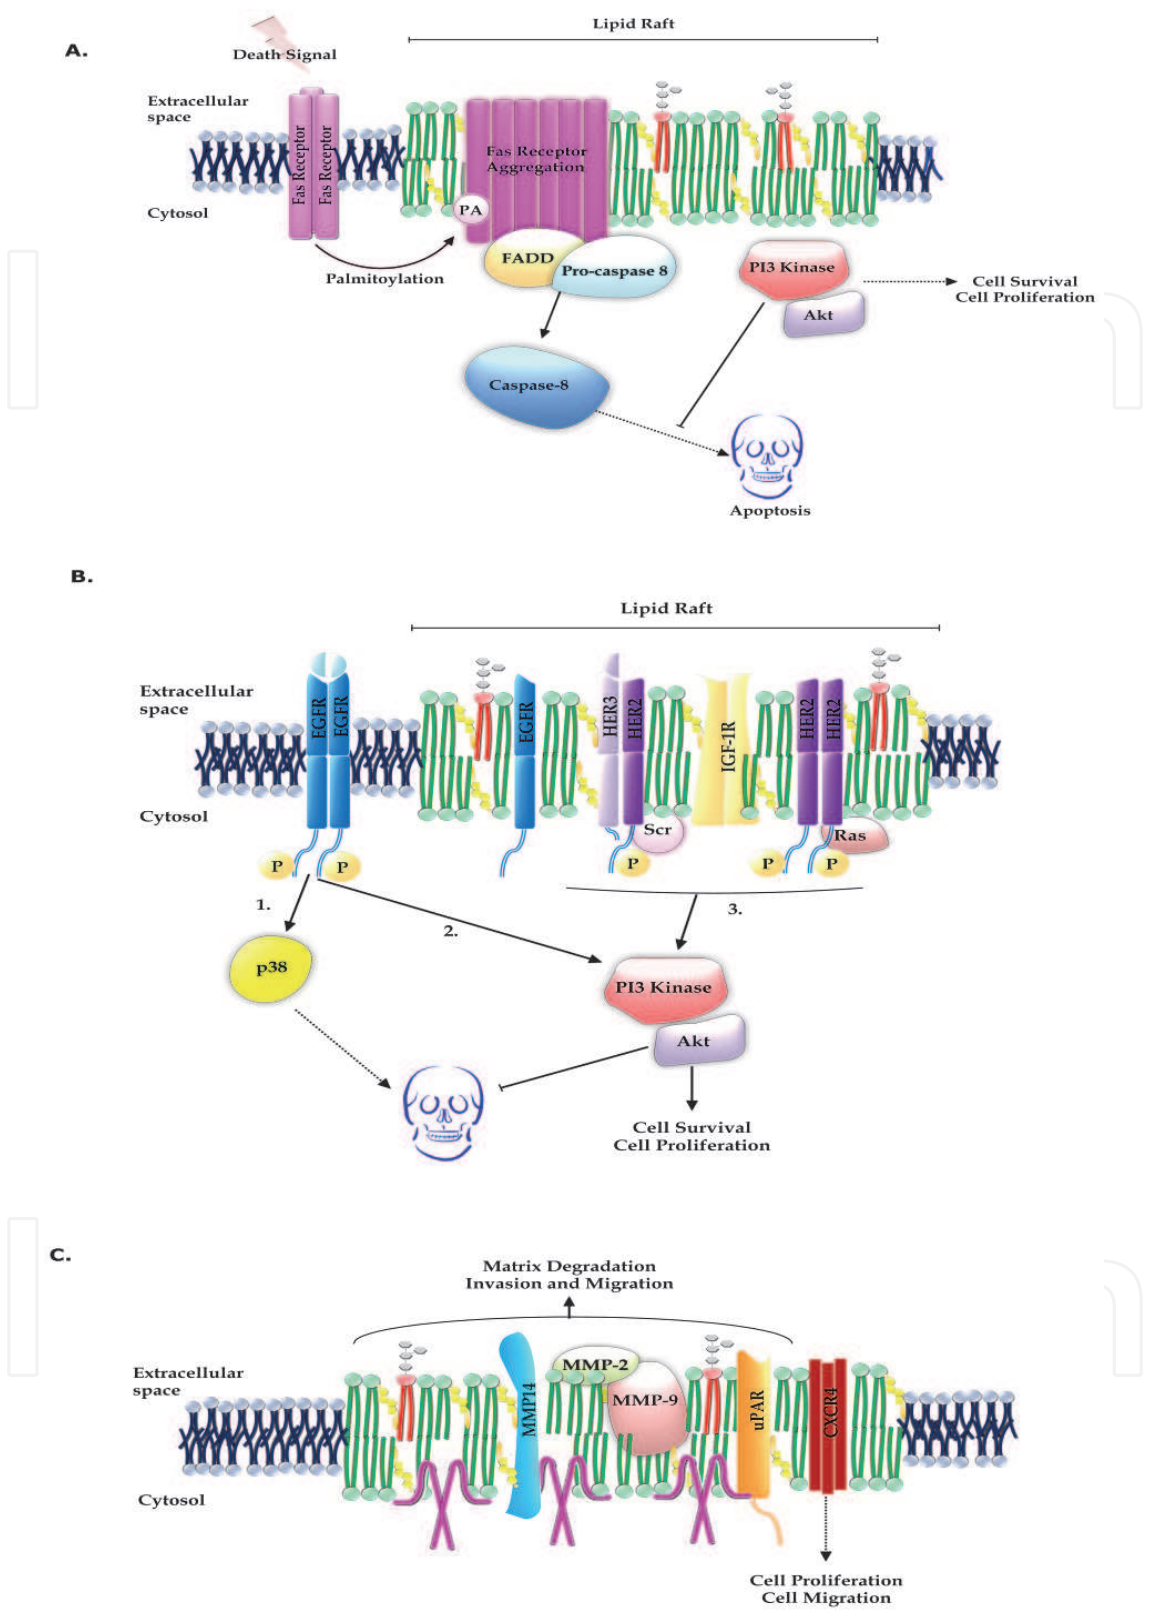 A.
Lipid Raft
Death Signal
Extracellular
space
Fas Receptor
Fas Receptor
Fas Receptor
Aggregation
Cytosol
PA
Palmitoylation
FADD
Pro-caspase 8
PI3 Kinase
Akt
Cell Survival
Cell Proliferation
Caspase-8
Apoptosis
B.
Lipid Raft
Extracellular
space
EGFR
EGFR
EGFR
HER3
HER2
IGF-1R
HER2
HER2
Cytosol
Scr
Ras
P
P
P
P
P
1.
2.
3.
p38
PI3 Kinase
Akt
Cell Survival
Cell Proliferation
C.
Matrix Degradation
Invasion and Migration
Extracellular
space
MMP14
MMP-2
MMP-9
uPAR
CXCR4
Cytosol
Cell Proliferation
Cell Migration